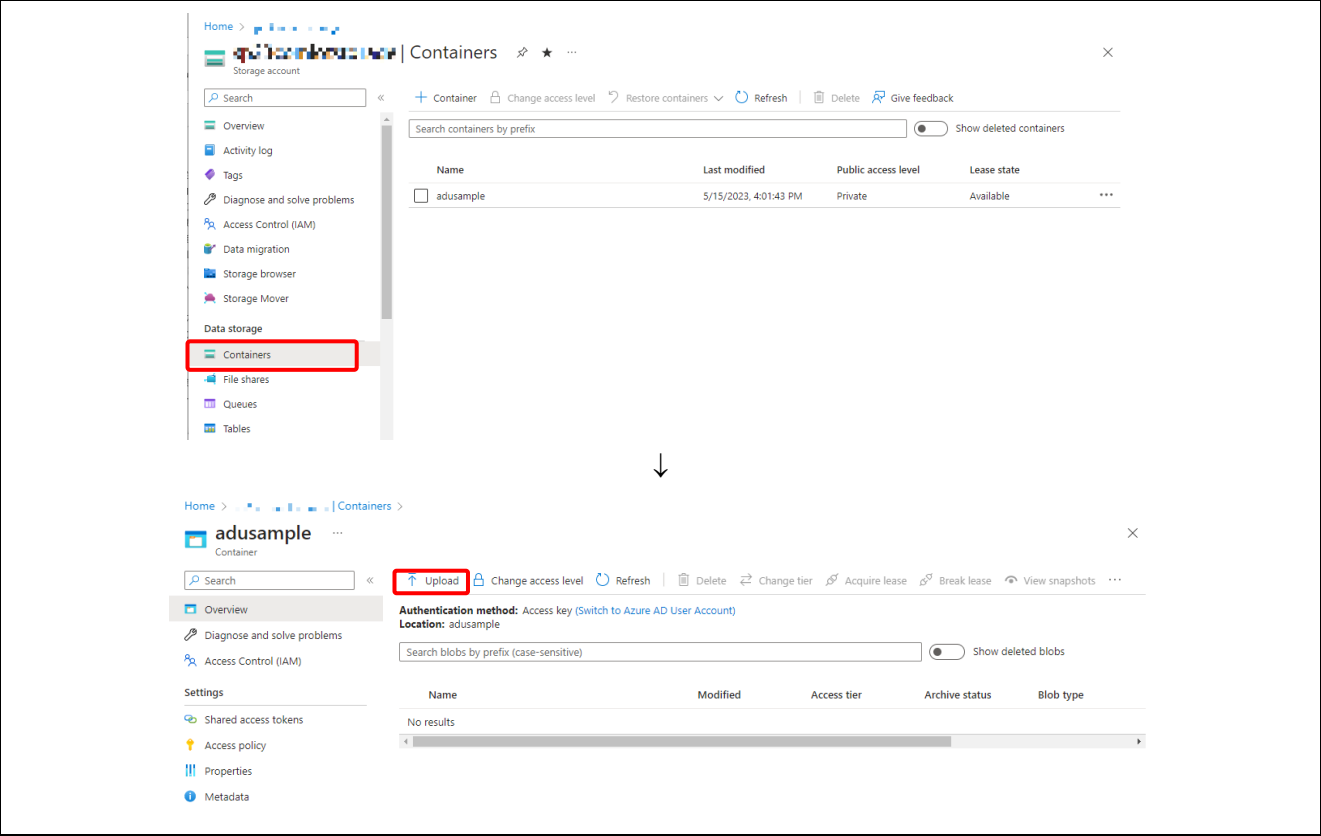 Home >
| Containers ...
Storage account
Search «
+ Container Change access level Restore containers Refresh Delete Give feedback
Search containers by prefix Show deleted containers
Overview
Activity log
Tags
Diagnose and solve problems
Access Control (IAM)
Data migration
Storage browser
Storage Mover
Data storage
Containers
File shares
Queues
Tables
Name Last modified Public access level Lease state
adusample 5/15/2023, 4:01:43 PM Private Available ...
↓
Home > | Containers >
adusample ...
Container
Search «
Upload Change access level Refresh Delete Change tier Acquire lease Break lease View snapshots ...
Overview
Diagnose and solve problems
Access Control (IAM)
Settings
Shared access tokens
Access policy
Properties
Metadata
Authentication method: Access key (Switch to Azure AD User Account)
Location: adusample
Search blobs by prefix (case-sensitive) Show deleted blobs
Name Modified Access tier Archive status Blob type
No results